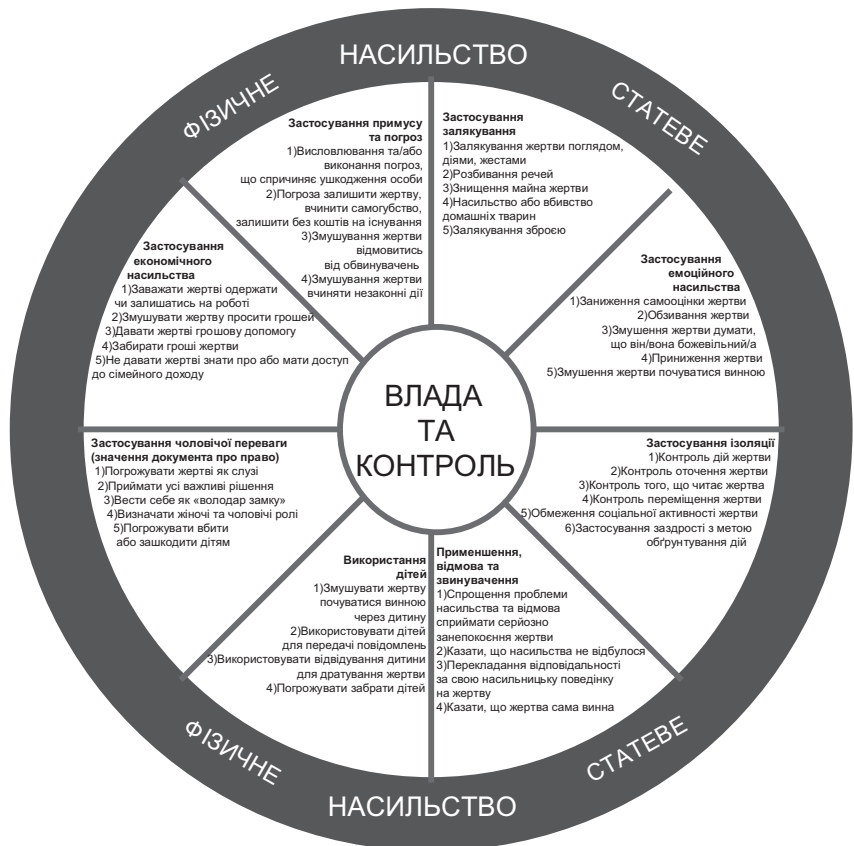 НАСИЛЬСТВО
ФІЗИЧНЕ
СТАТЕВЕ
Застосування примусу
та погроз
1)Висловлювання та/або
виконання погроз,
що спричиняє ушкодження особи
2)Погроза залишити жертву,
вчинити самогубство,
залишити без коштів на існування
3)Змушування жертви
відмовитись
від обвинувачень
4)Змушування жертви
вчиняти незаконні дії
Застосування
залякування
1)Залякування жертви поглядом,
діями, жестами
2)Розбивання речей
3)Знищення майна жертви
4)Насильство або вбивство
домашніх тварин
5)Залякування зброєю
Застосування
економічного
насильства
1)Заважати жертві одержати
чи залишатись на роботі
2)Змушувати жертву просити грошей
3)Давати жертві грошову допомогу
4)Забирати гроші жертви
5)Не давати жертві знати про або мати доступ
до сімейного доходу
Застосування
емоційного
насильства
1)Заниження самооцінки жертви
2)Обзивання жертви
3)Змушення жертви думати,
що він/вона божевільний/а
4)Приниження жертви
5)Змушення жертви почуватися винною
ВЛАДА
ТА
КОНТРОЛЬ
Застосування чоловічої переваги
(значення документа про право)
1)Погрожувати жертві як слузі
2)Приймати усі важливі рішення
3)Вести себе як «володар замку»
4)Визначати жіночі та чоловічі ролі
5)Погрожувати вбити
або зашкодити дітям
Застосування ізоляції
1)Контроль дій жертви
2)Контроль оточення жертви
3)Контроль того, що читає жертва
4)Контроль переміщення жертви
5)Обмеження соціальної активності жертви
6)Застосування заздрості з метою
обґрунтування дій
Використання
дітей
1)Змушувати жертву
почуватися винною
через дитину
2)Використовувати дітей
для передачі повідомлень
3)Використовувати відвідування дитини
для дратування жертви
4)Погрожувати забрати дітей
Применшення,
відмова та
звинувачення
1)Спрощення проблеми
насильства та відмова
сприймати серйозно
занепокоєння жертви
2)Казати, що насильства не відбулося
3)Перекладання відповідальності
за свою насильницьку поведінку
на жертву
4)Казати, що жертва сама винна
ФІЗИЧНЕ
СТАТЕВЕ
НАСИЛЬСТВО